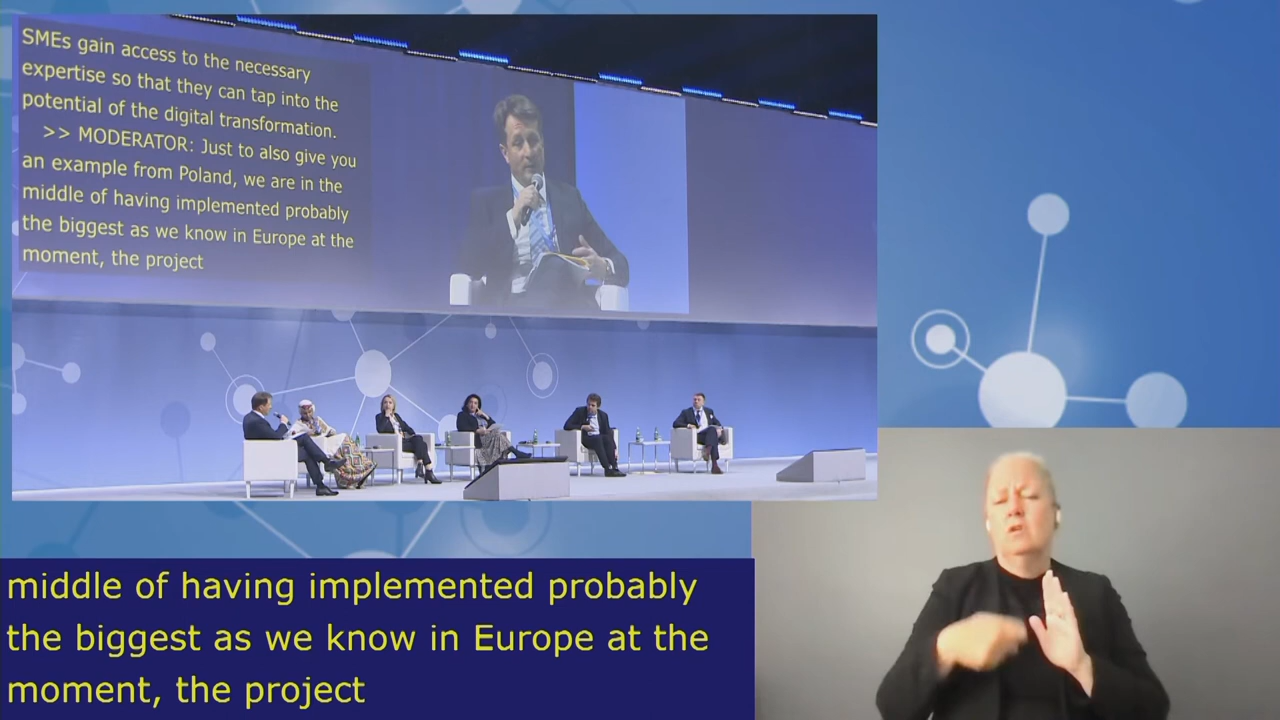 SMEs gain access to the necessary
expertise so that they can tap into the
potential of the digital transformation.
>> MODERATOR: Just to also give you
an example from Poland, we are in the
middle of having implemented probably
the biggest as we know in Europe at the
moment, the project
middle of having implemented probably
the biggest as we know in Europe at the
moment, the project